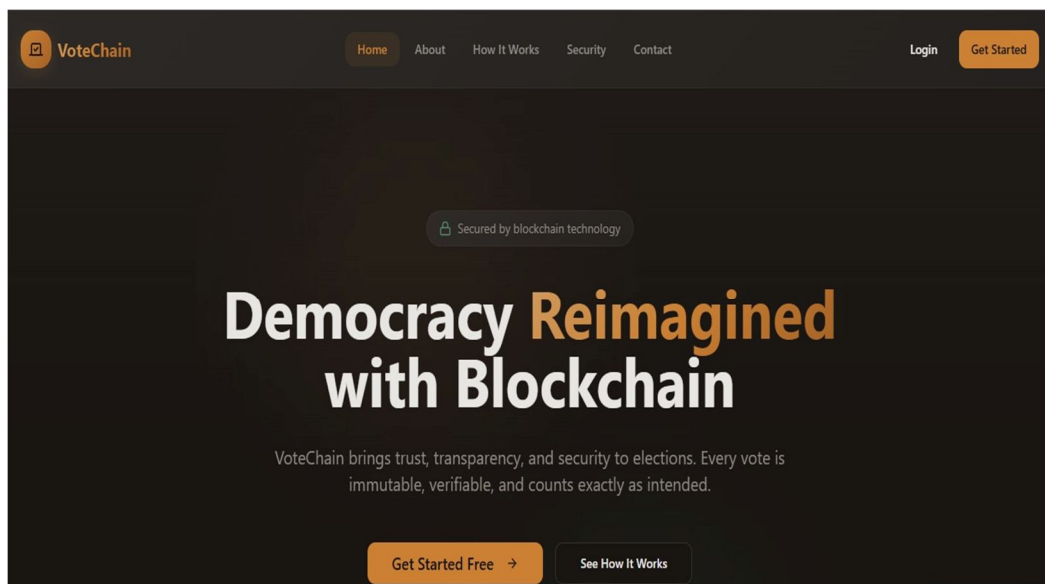 VoteChain
Home About How It Works Security Contact
Login Get Started
Secured by blockchain technology
Democracy Reimagined
with Blockchain
VoteChain brings trust, transparency, and security to elections. Every vote is
immutable, verifiable, and counts exactly as intended.
Get Started Free →
See How It Works